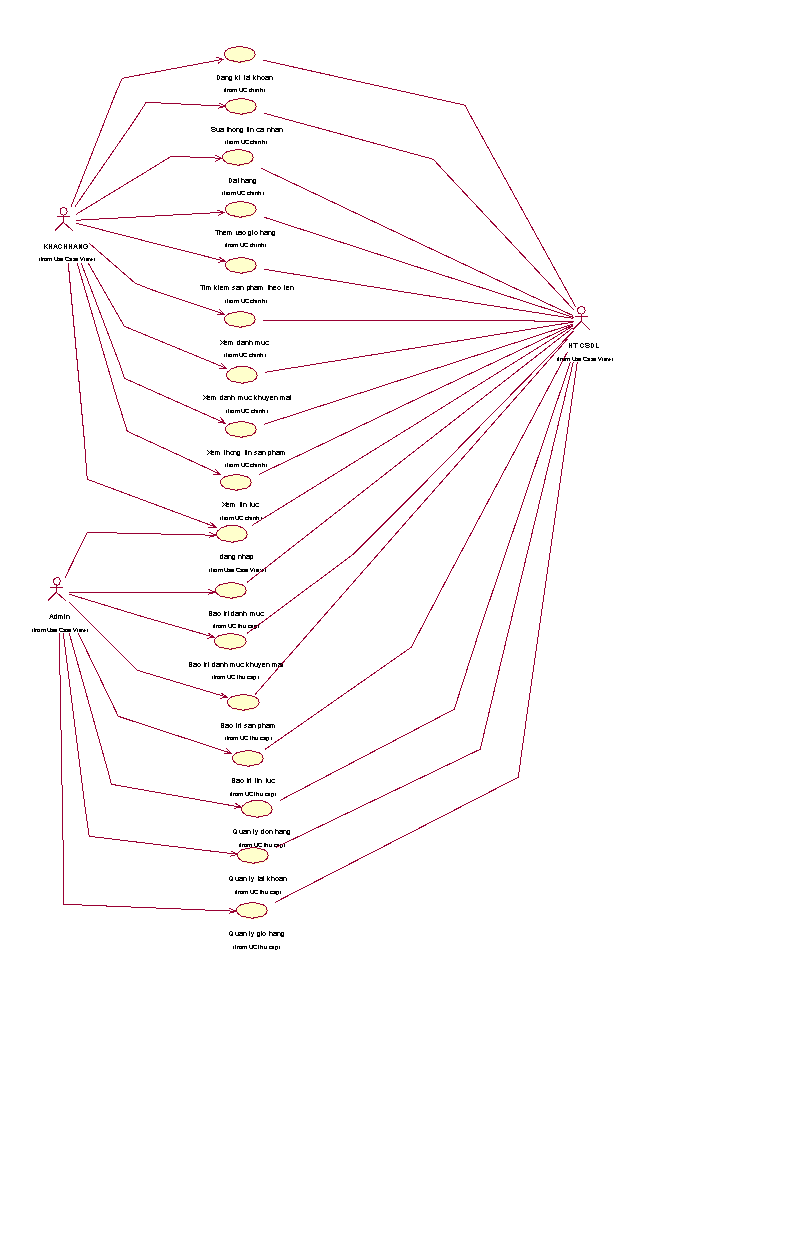 Dang ki tai khoan
(from UC chinh)
Sua thong tin ca nhan
(from UC chinh)
Dat hang
(from UC chinh)
Them vao gio hang
(from UC chinh)
KHACHHANG
(from Use Case View)
Tim kiem san pham theo ten
(from UC chinh)
Xem danh muc
(from UC chinh)
HT CSDL
(from Use Case View)
Xem danh muc khuyen mai
(from UC chinh)
Xem thong tin san pham
(from UC chinh)
Xem tin tuc
(from UC chinh)
dang nhap
(from Use Case View)
Bao tri danh muc
(from UC thu cap)
Admin
(from Use Case View)
Bao tri danh muc khuyen mai
(from UC thu cap)
Bao tri san pham
(from UC thu cap)
Bao tri tin tuc
(from UC thu cap)
Quan ly don hang
(from UC thu cap)
Quan ly tai khoan
(from UC thu cap)
Quan ly gio hang
(from UC thu cap)